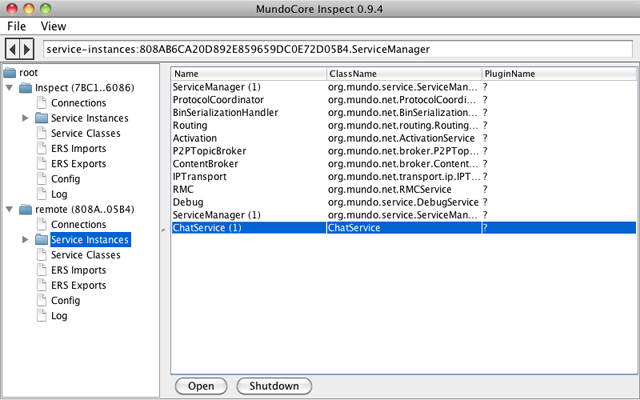 MundoCore Inspect 0.9.4
File View
service-instances:808AB6CA20D892E859659DC0E72D05B4.ServiceManager
root
Inspect (7BC1..6086)
Connections
Service Instances
Service Classes
ERS Imports
ERS Exports
Config
Log
remote (808A..05B4)
Connections
Service Instances
Service Classes
ERS Imports
ERS Exports
Config
Log
Name ClassName PluginName
ServiceManager (1) org.mundo.service.ServiceMan... ?
ProtocolCoordinator org.mundo.net.ProtocolCoordi... ?
BinSerializationHandler org.mundo.net.BinSerialization... ?
Routing org.mundo.net.routing.Routing... ?
Activation org.mundo.net.ActivationService ?
P2PTopicBroker org.mundo.net.broker.P2PTop... ?
ContentBroker org.mundo.net.broker.Content... ?
IPTransport org.mundo.net.transport.ip.IPT... ?
RMC org.mundo.net.RMCService ?
Debug org.mundo.service.DebugService ?
ServiceManager (1) org.mundo.service.ServiceMan... ?
ChatService (1) ChatService ?
Open Shutdown